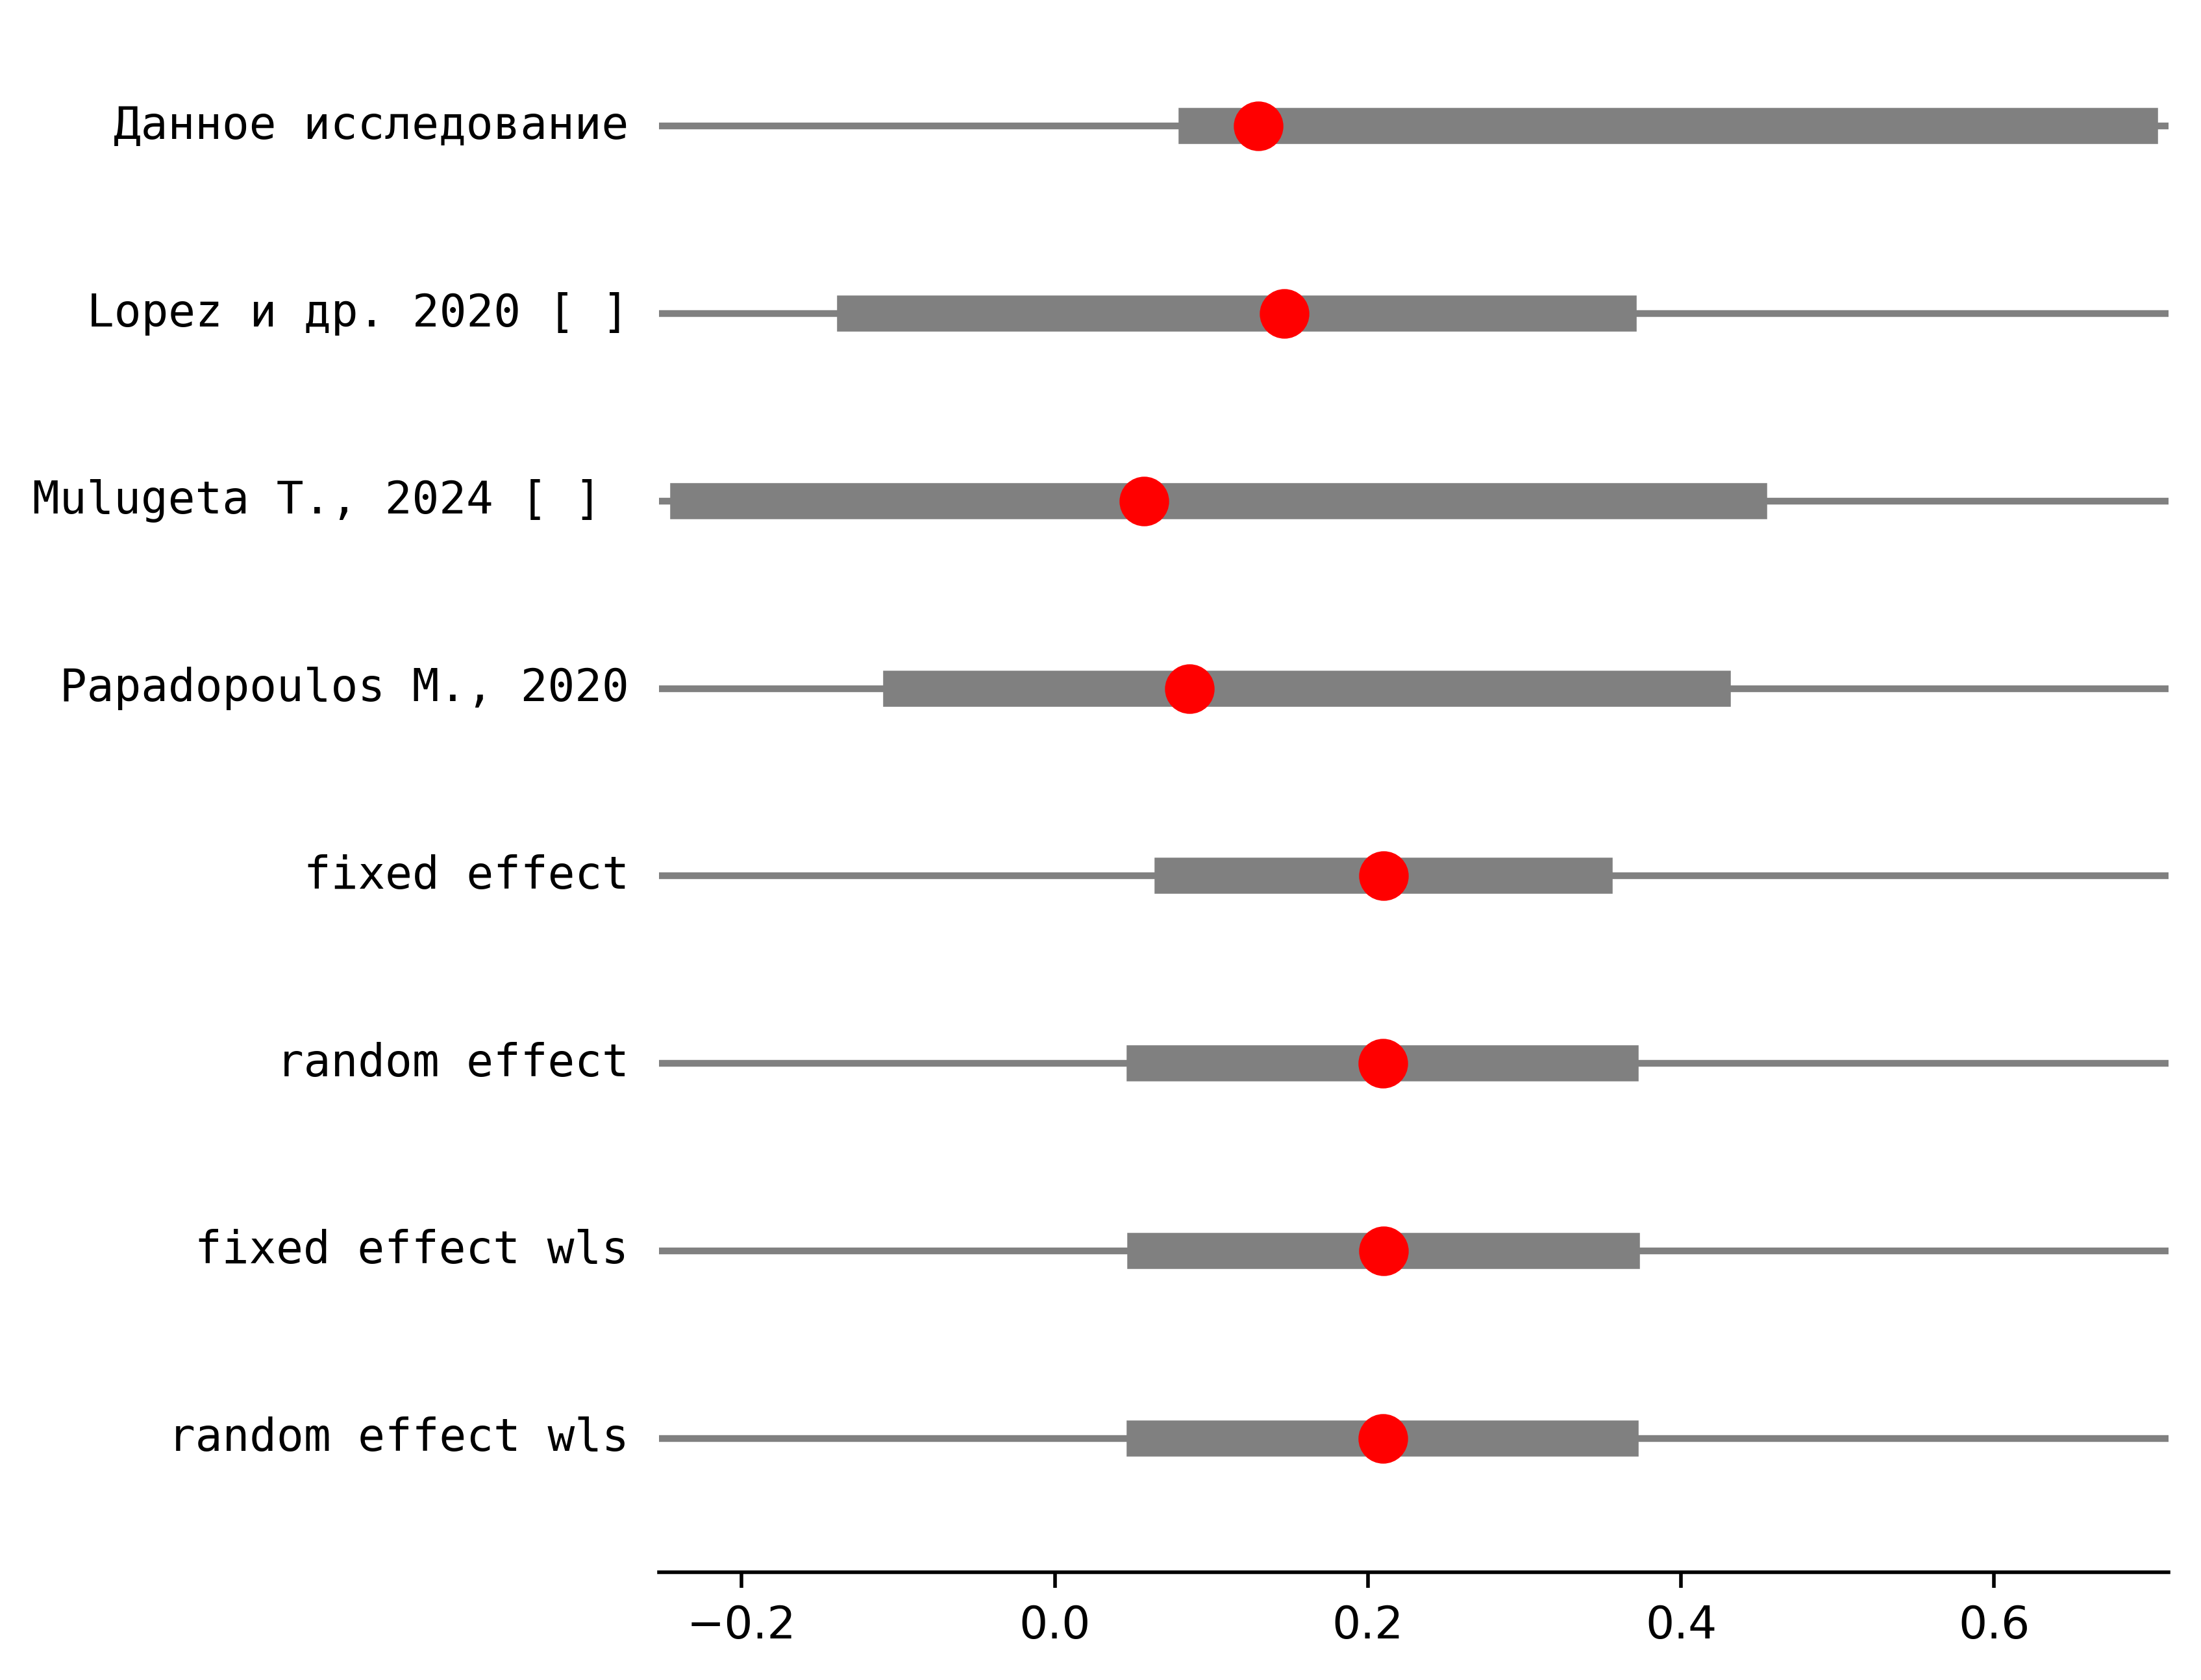 Данное исследование
Lopez и др. 2020 [ ]
Mulugeta T., 2024 [ ]
Papadopoulos M., 2020
fixed effect
random effect
fixed effect wls
random effect wls
−0.2 0.0 0.2 0.4 0.6